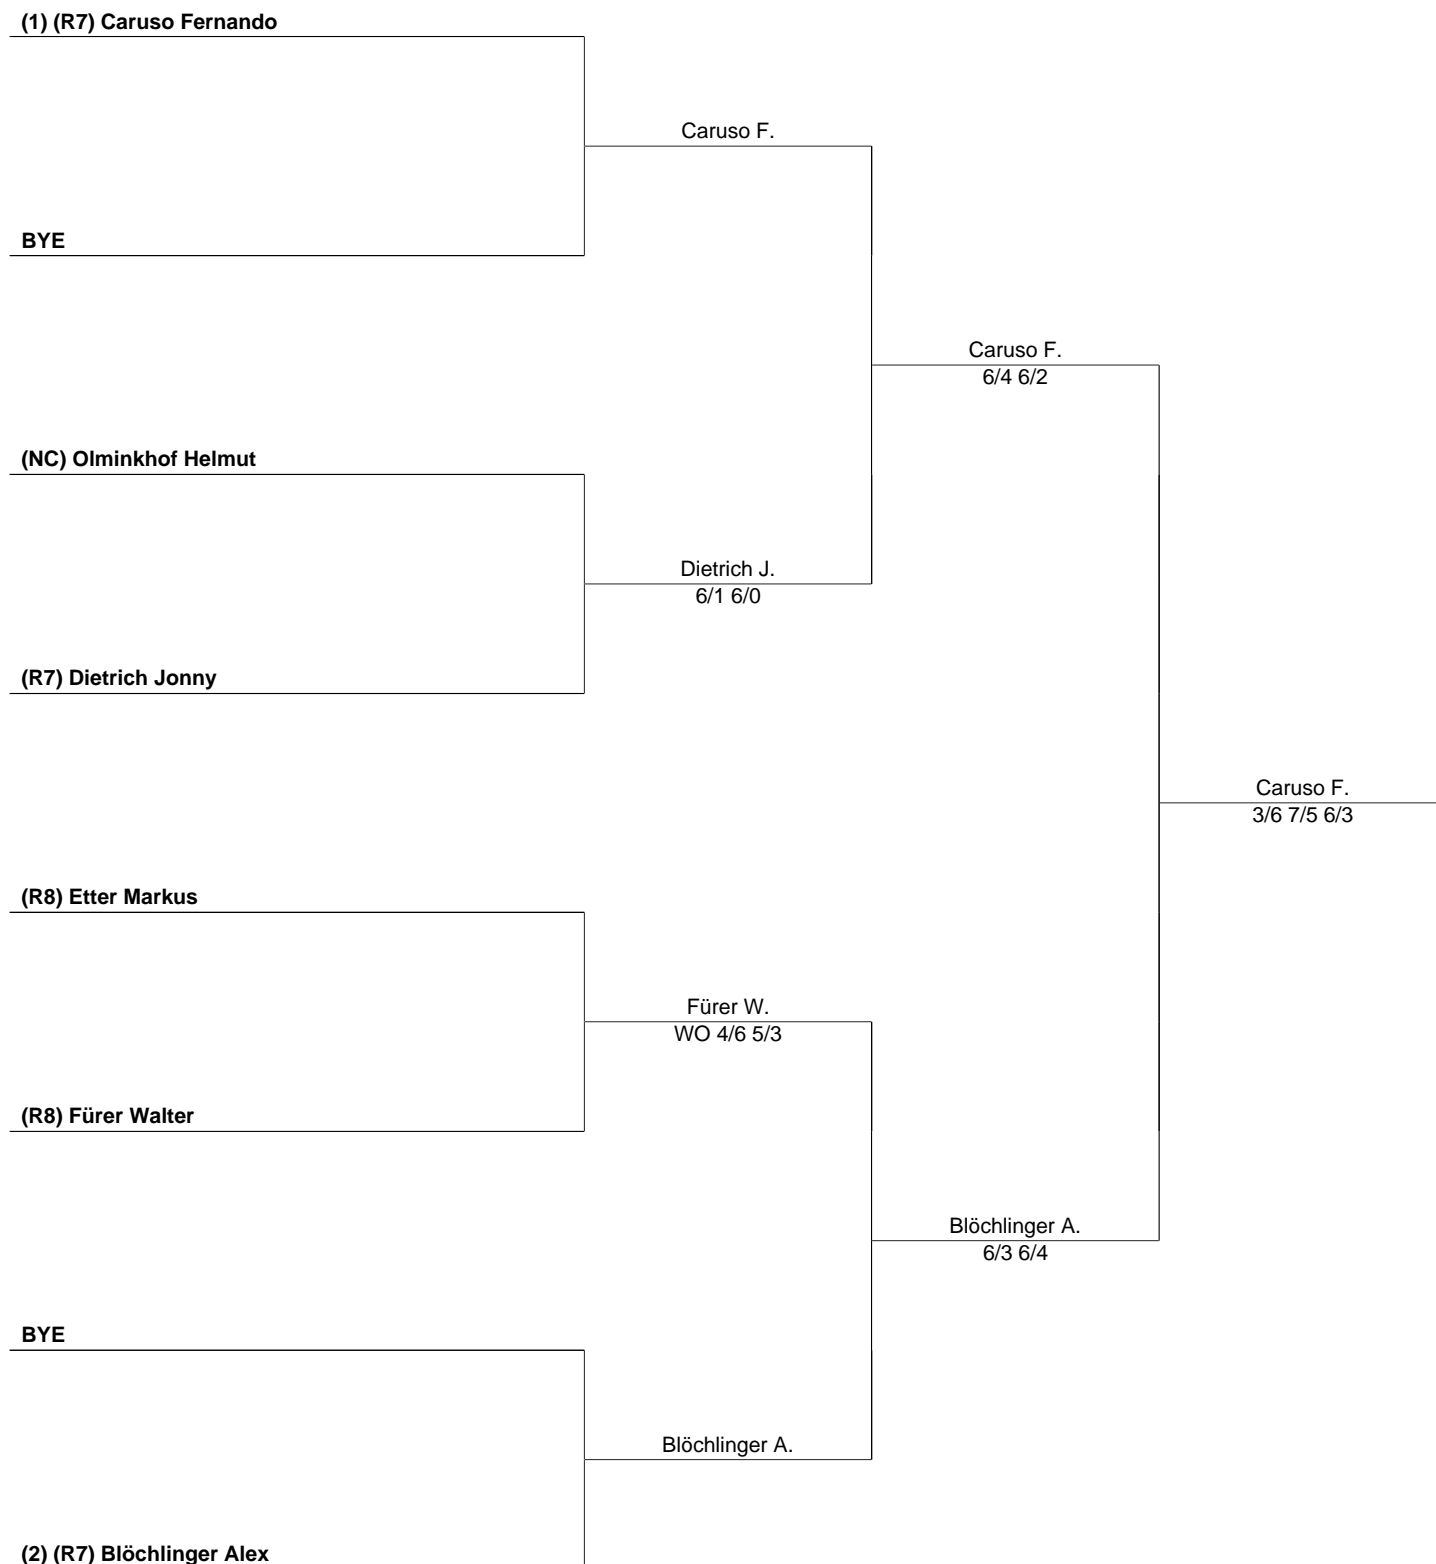 (1) (R7) Caruso Fernando
Caruso F.
BYE
Caruso F.
6/4 6/2
(NC) Olminkhof Helmut
Dietrich J.
6/1 6/0
(R7) Dietrich Jonny
Caruso F.
3/6 7/5 6/3
(R8) Etter Markus
Fürer W.
WO 4/6 5/3
(R8) Fürer Walter
Blöchlinger A.
6/3 6/4
BYE
Blöchlinger A.
(2) (R7) Blöchlinger Alex